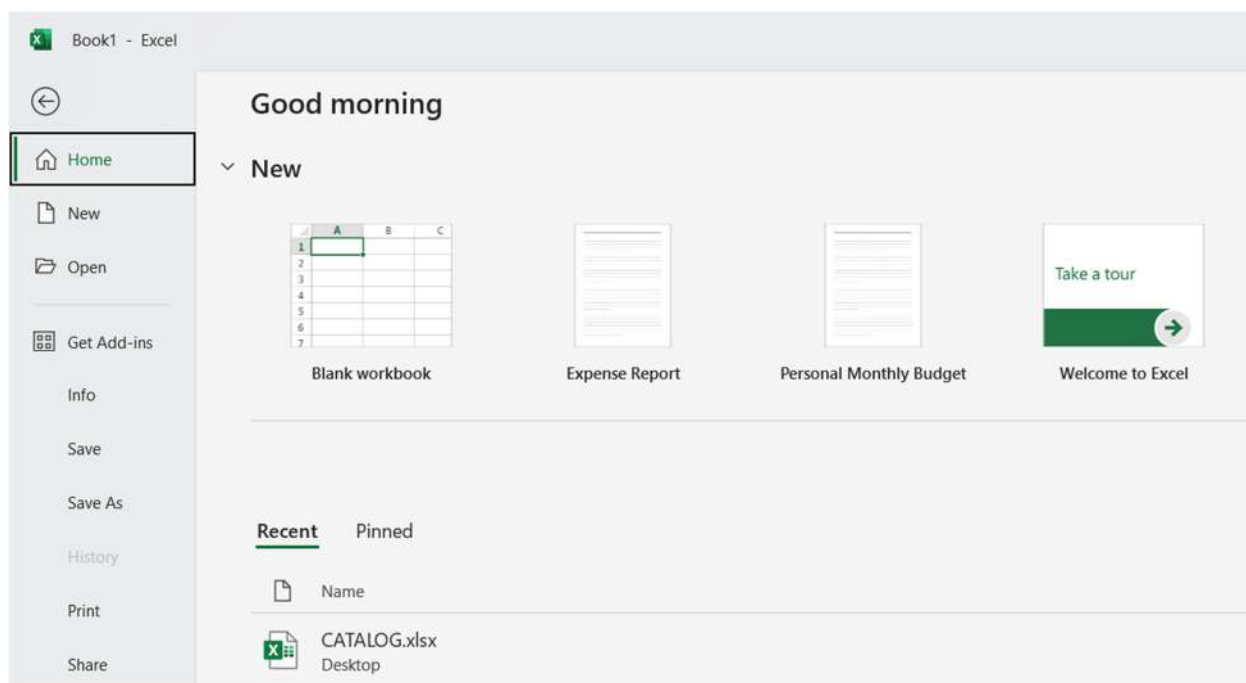 Book1 - Excel
Good morning
Home
New
New
Open
Get Add-ins
Info
Save
Save As
History
Print
Share
A B C
1
2
3
4
5
6
7
Take a tour
Blank workbook
Expense Report
Personal Monthly Budget
Welcome to Excel
Recent Pinned
Name
CATALOG.xlsx
Desktop